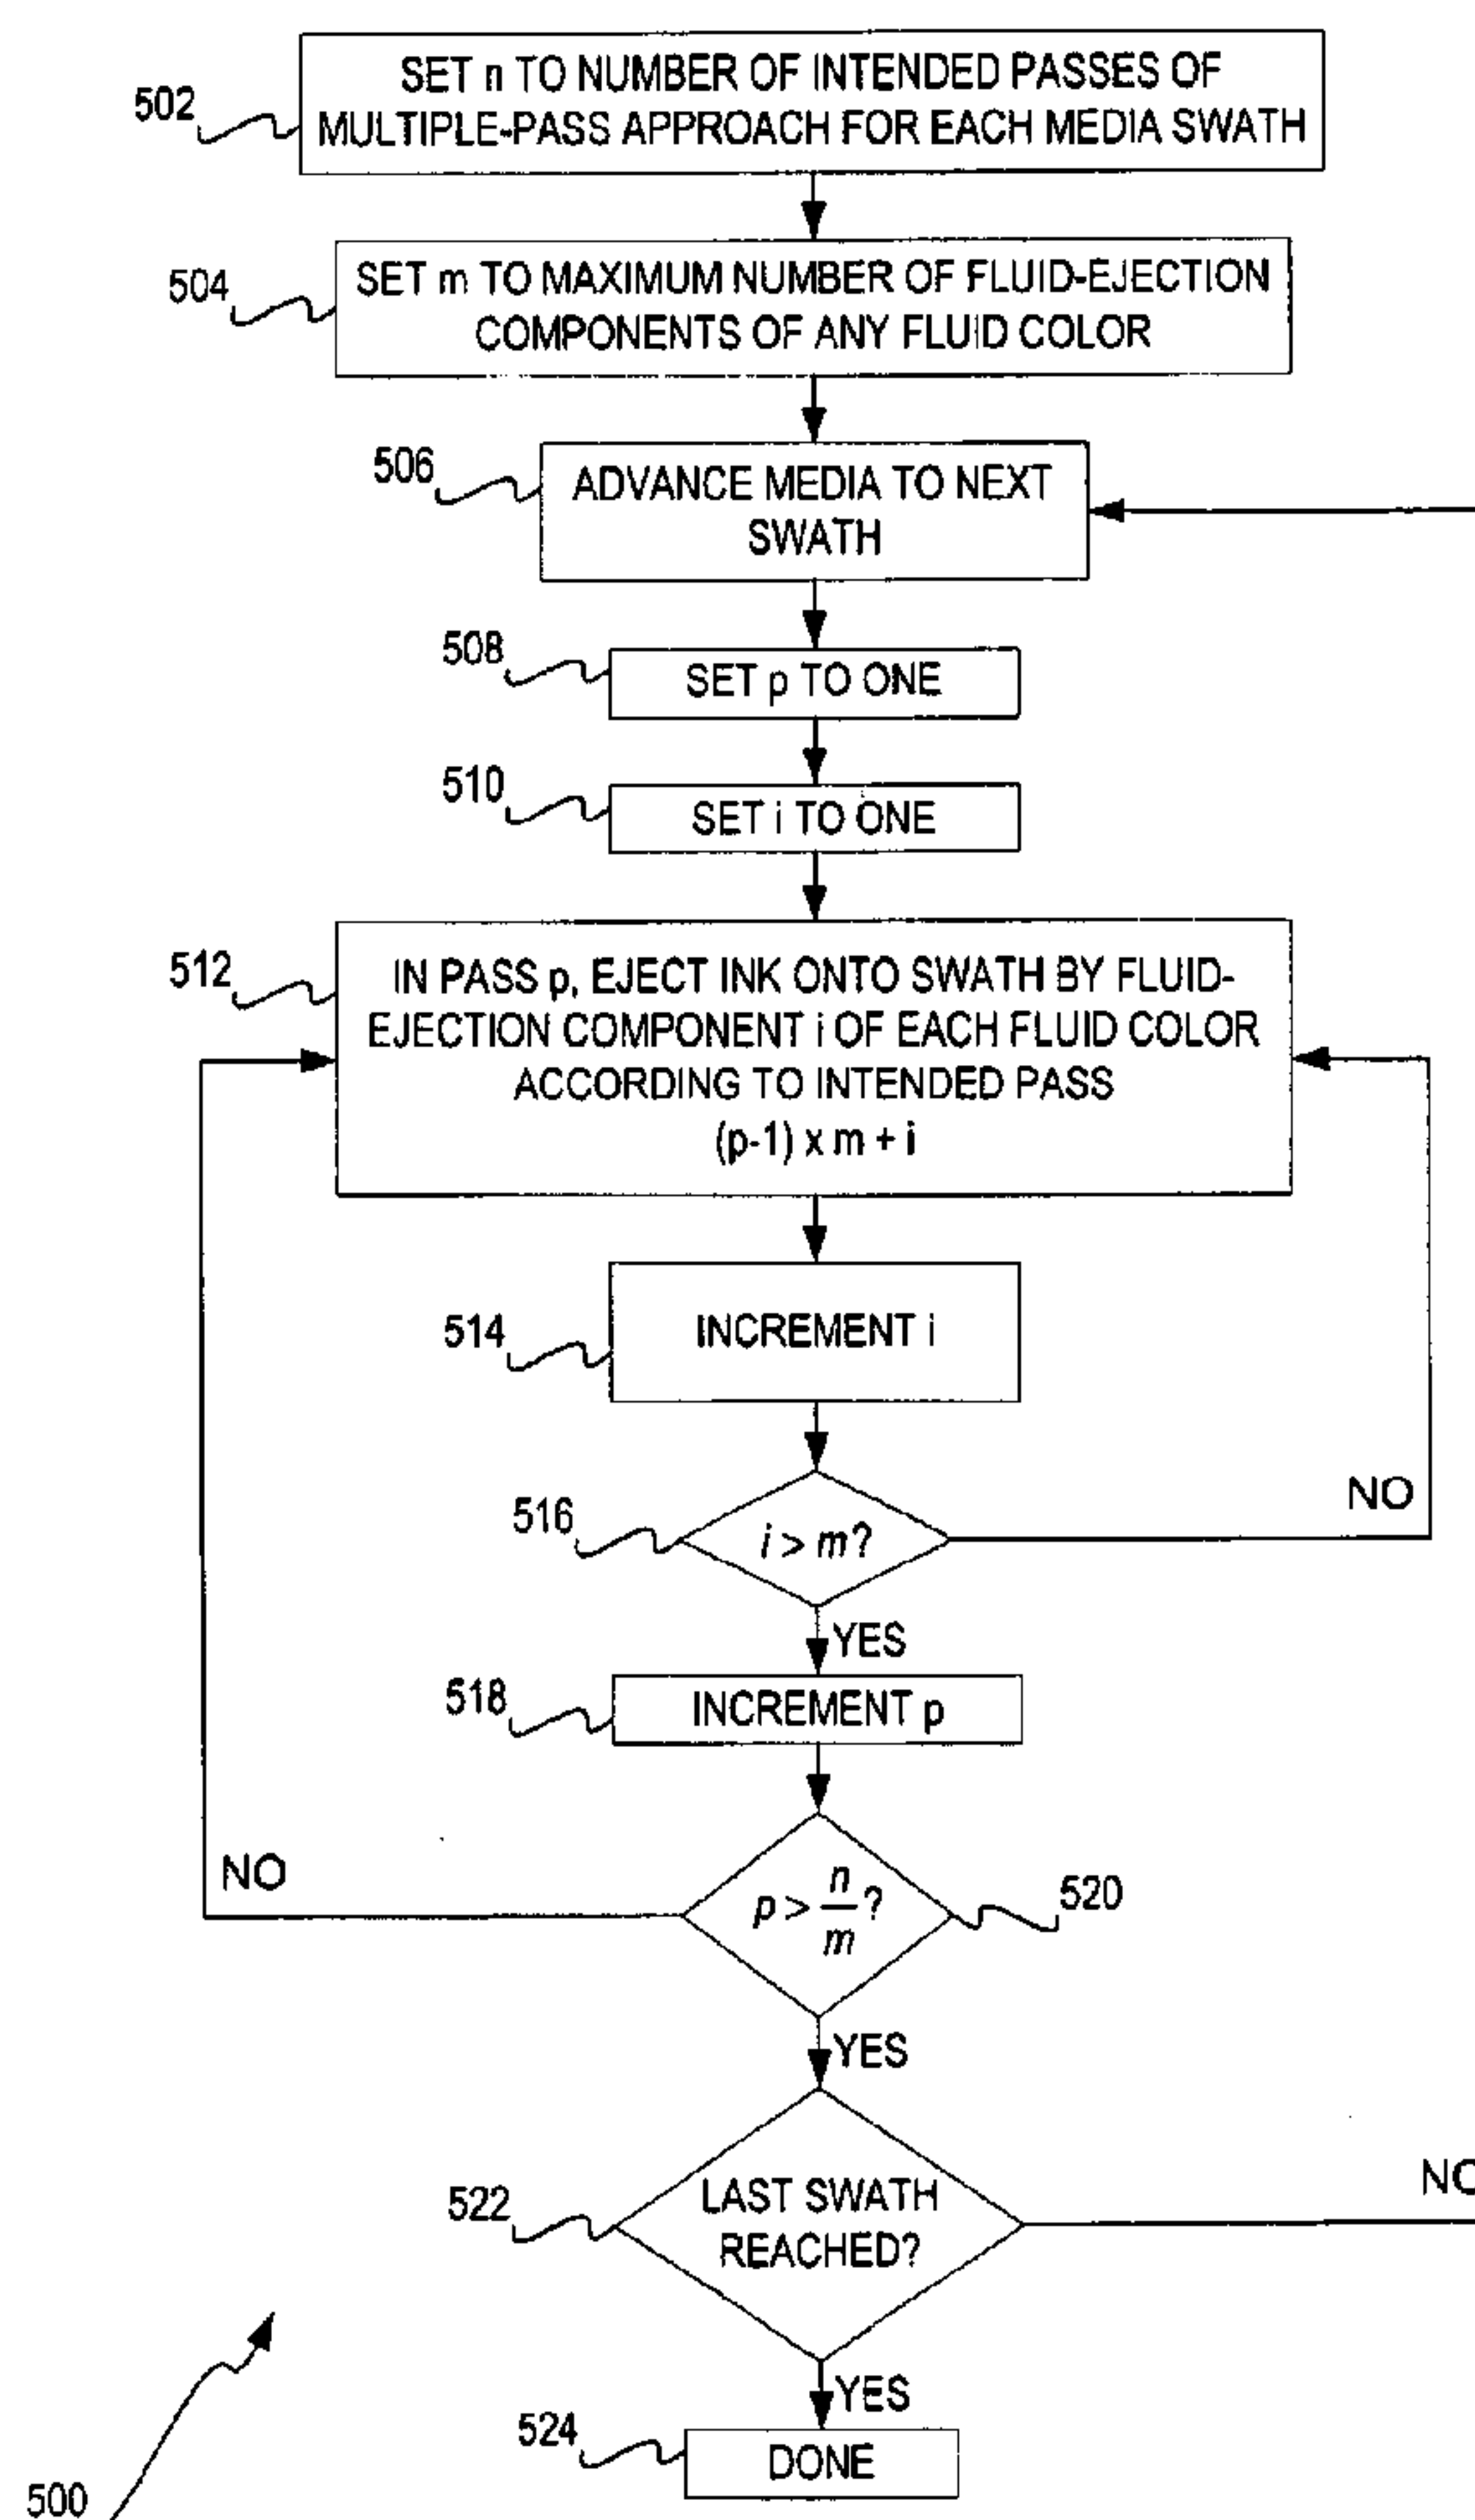 502
SET n TO NUMBER OF INTENDED PASSES OF
MULTIPLE-PASS APPROACH FOR EACH MEDIA SWATH
504
SET m TO MAXIMUM NUMBER OF FLUID-EJECTION
COMPONENTS OF ANY FLUID COLOR
506
ADVANCE MEDIA TO NEXT
SWATH
508
SET p TO ONE
510
SET i TO ONE
512
IN PASS p, EJECT INK ONTO SWATH BY FLUID-
EJECTION COMPONENT i OF EACH FLUID COLOR
ACCORDING TO INTENDED PASS
(p-1) x m + i
514
INCREMENT i
516
i > m?
NO
YES
518
INCREMENT p
NO
p > n/m?
520
YES
522
LAST SWATH
REACHED?
NO
YES
524
DONE
500